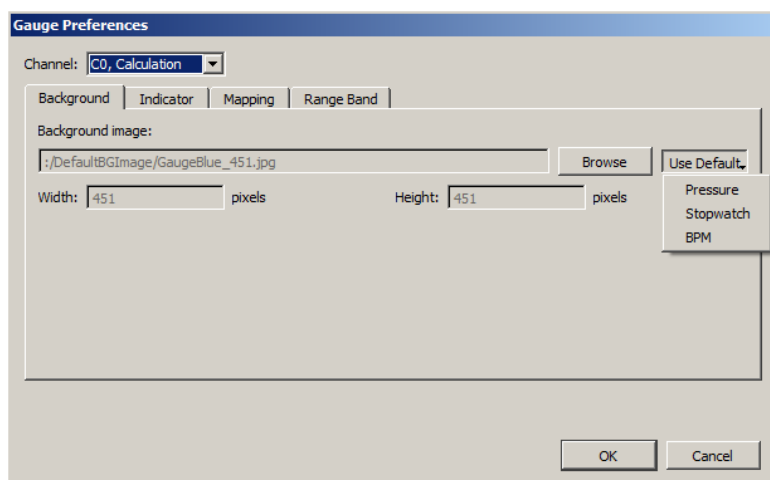 Gauge Preferences
Channel: C0, Calculation
Background Indicator Mapping Range Band
Background image:
:/DefaultBGImage/GaugeBlue_451.jpg Browse Use Default
Width: 451 pixels Height: 451 pixels
Pressure
Stopwatch
BPM
OK Cancel